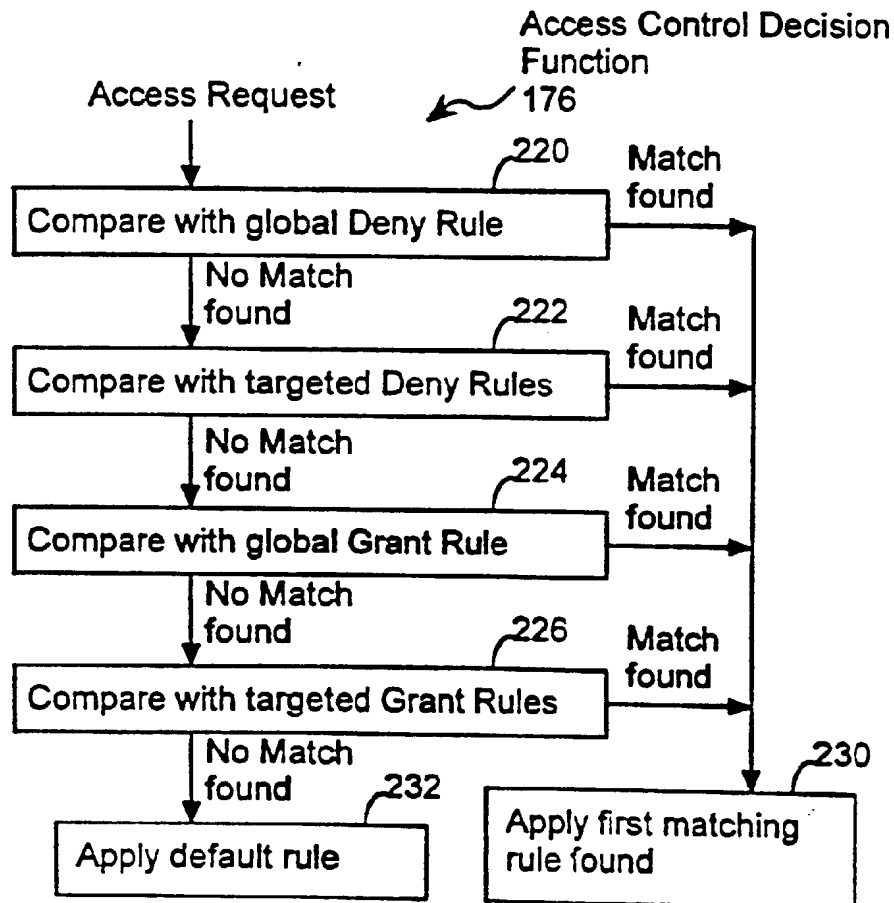 Access Control Decision
Function
176
Access Request
220
Match
found
Compare with global Deny Rule
No Match
found
222
Match
found
Compare with targeted Deny Rules
No Match
found
224
Match
found
Compare with global Grant Rule
No Match
found
226
Match
found
Compare with targeted Grant Rules
No Match
found
232
230
Apply default rule
Apply first matching
rule found